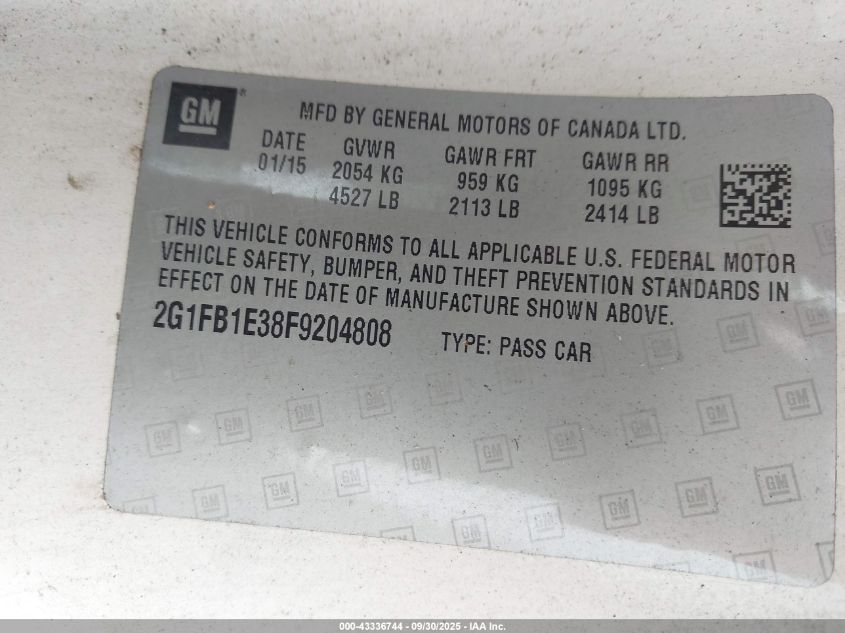 GM ®
MFD BY GENERAL MOTORS OF CANADA LTD.
DATE GVWR GAWR FRT GAWR RR
01/15 2054 KG 959 KG 1095 KG
4527 LB 2113 LB 2414 LB
THIS VEHICLE CONFORMS TO ALL APPLICABLE U.S. FEDERAL MOTOR
VEHICLE SAFETY, BUMPER, AND THEFT PREVENTION STANDARDS IN
EFFECT ON THE DATE OF MANUFACTURE SHOWN ABOVE.
2G1FB1E38F9204808 TYPE: PASS CAR
000-43336744 - 09/30/2025 - IAA Inc.